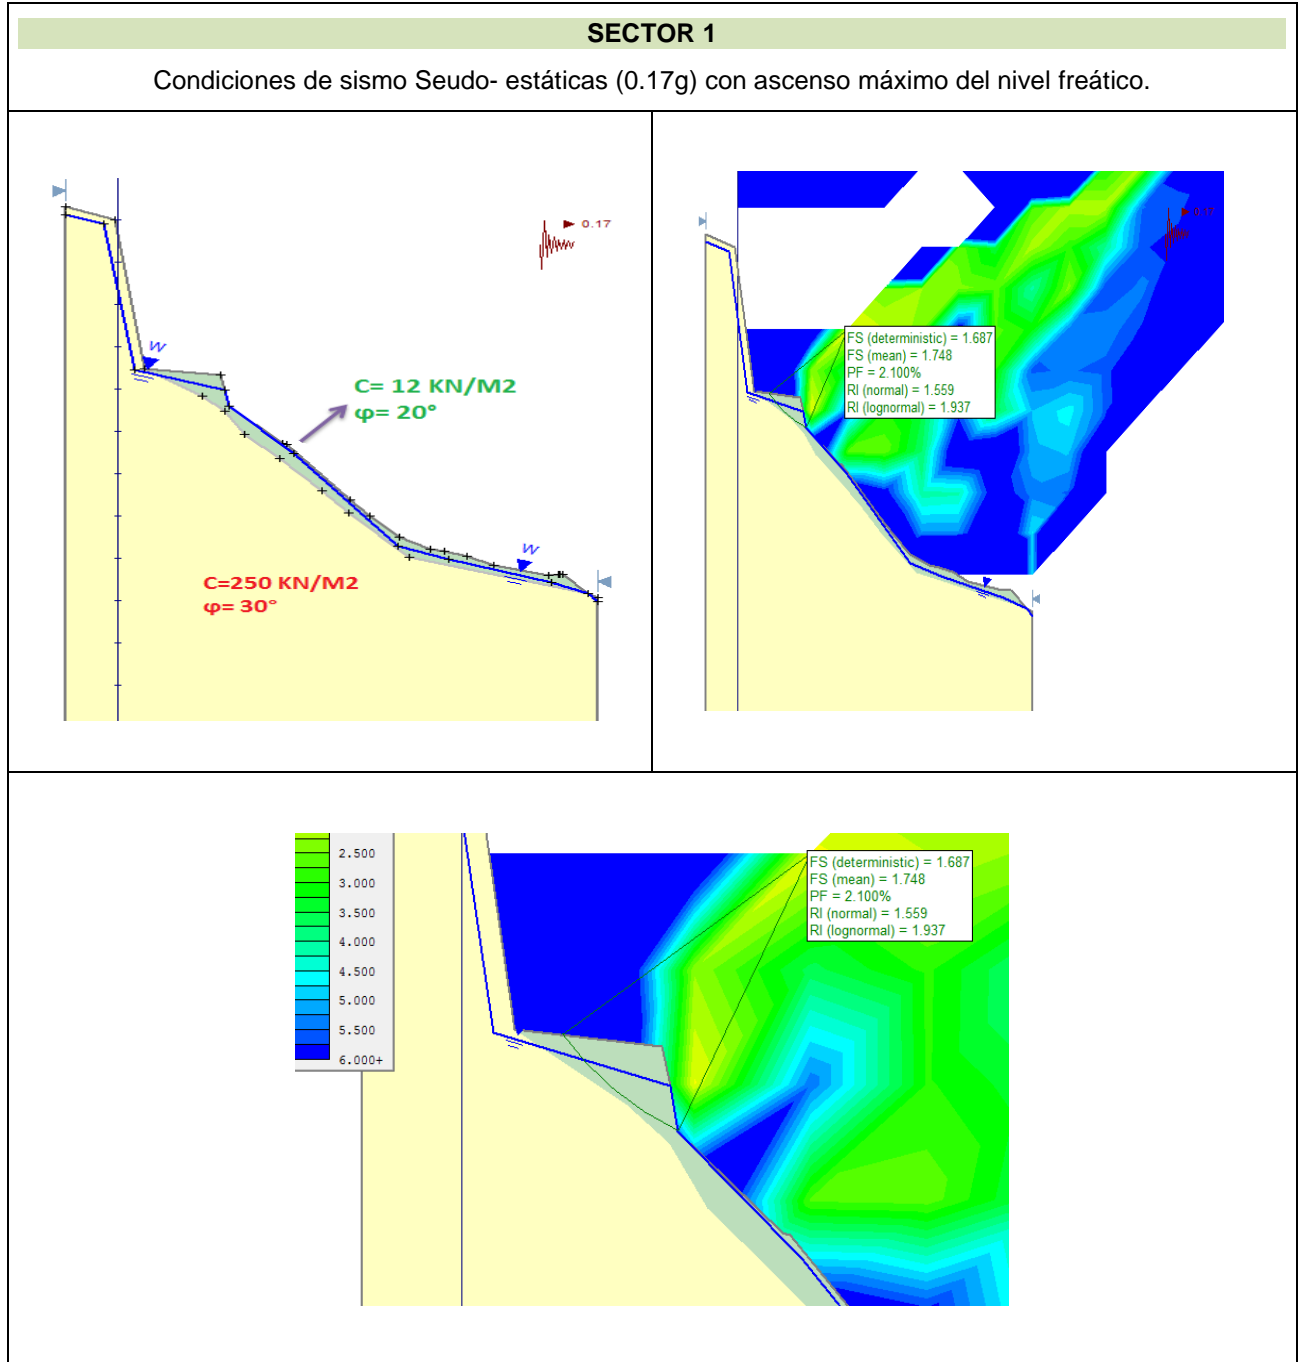 SECTOR 1
Condiciones de sismo Seudo- estáticas (0.17g) con ascenso máximo del nivel freático.
0.17
W
C= 12 KN/M2
φ= 20°
W
C=250 KN/M2
φ= 30°
0.17
FS (deterministic) = 1.687
FS (mean) = 1.748
PF = 2.100%
RI (normal) = 1.559
RI (lognormal) = 1.937
2.500
3.000
3.500
4.000
4.500
5.000
5.500
6.000+
FS (deterministic) = 1.687
FS (mean) = 1.748
PF = 2.100%
RI (normal) = 1.559
RI (lognormal) = 1.937